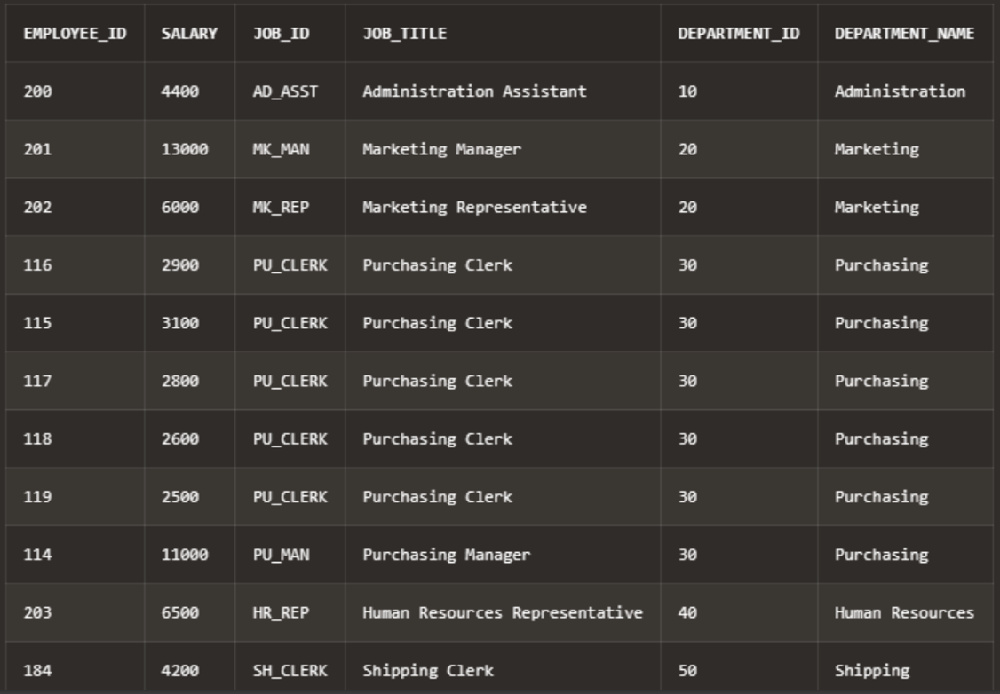 EMPLOYEE_ID SALARY JOB_ID JOB_TITLE DEPARTMENT_ID DEPARTMENT_NAME
200 4400 AD_ASST Administration Assistant 10 Administration
201 13000 MK_MAN Marketing Manager 20 Marketing
202 6000 MK_REP Marketing Representative 20 Marketing
116 2900 PU_CLERK Purchasing Clerk 30 Purchasing
115 3100 PU_CLERK Purchasing Clerk 30 Purchasing
117 2800 PU_CLERK Purchasing Clerk 30 Purchasing
118 2600 PU_CLERK Purchasing Clerk 30 Purchasing
119 2500 PU_CLERK Purchasing Clerk 30 Purchasing
114 11000 PU_MAN Purchasing Manager 30 Purchasing
203 6500 HR_REP Human Resources Representative 40 Human Resources
184 4200 SH_CLERK Shipping Clerk 50 Shipping